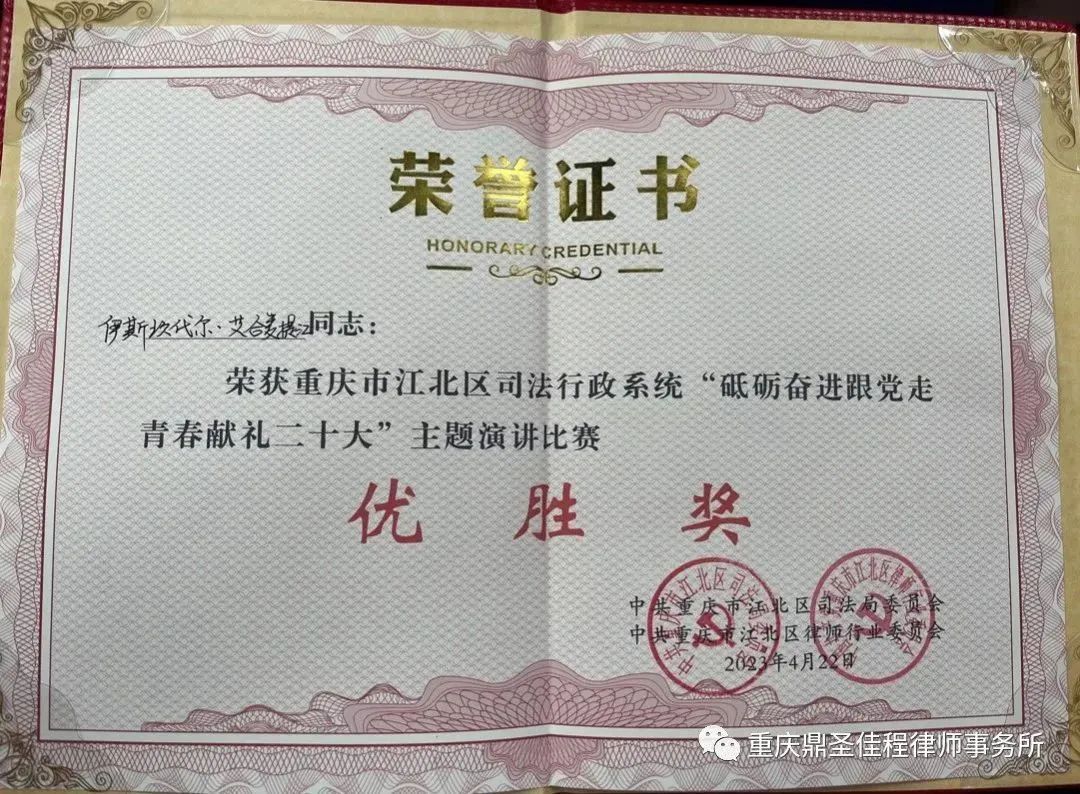 荣誉证书
HONORARY CREDENTIAL
伊斯坎代尔·艾合麦提江同志：
荣获重庆市江北区司法行政系统“砥砺奋进跟党走
青春献礼二十大”主题演讲比赛
优胜奖
中共重庆市江北区司法局委员会
中共重庆市江北区律师行业委员会
2023年4月22日
重庆鼎圣佳程律师事务所